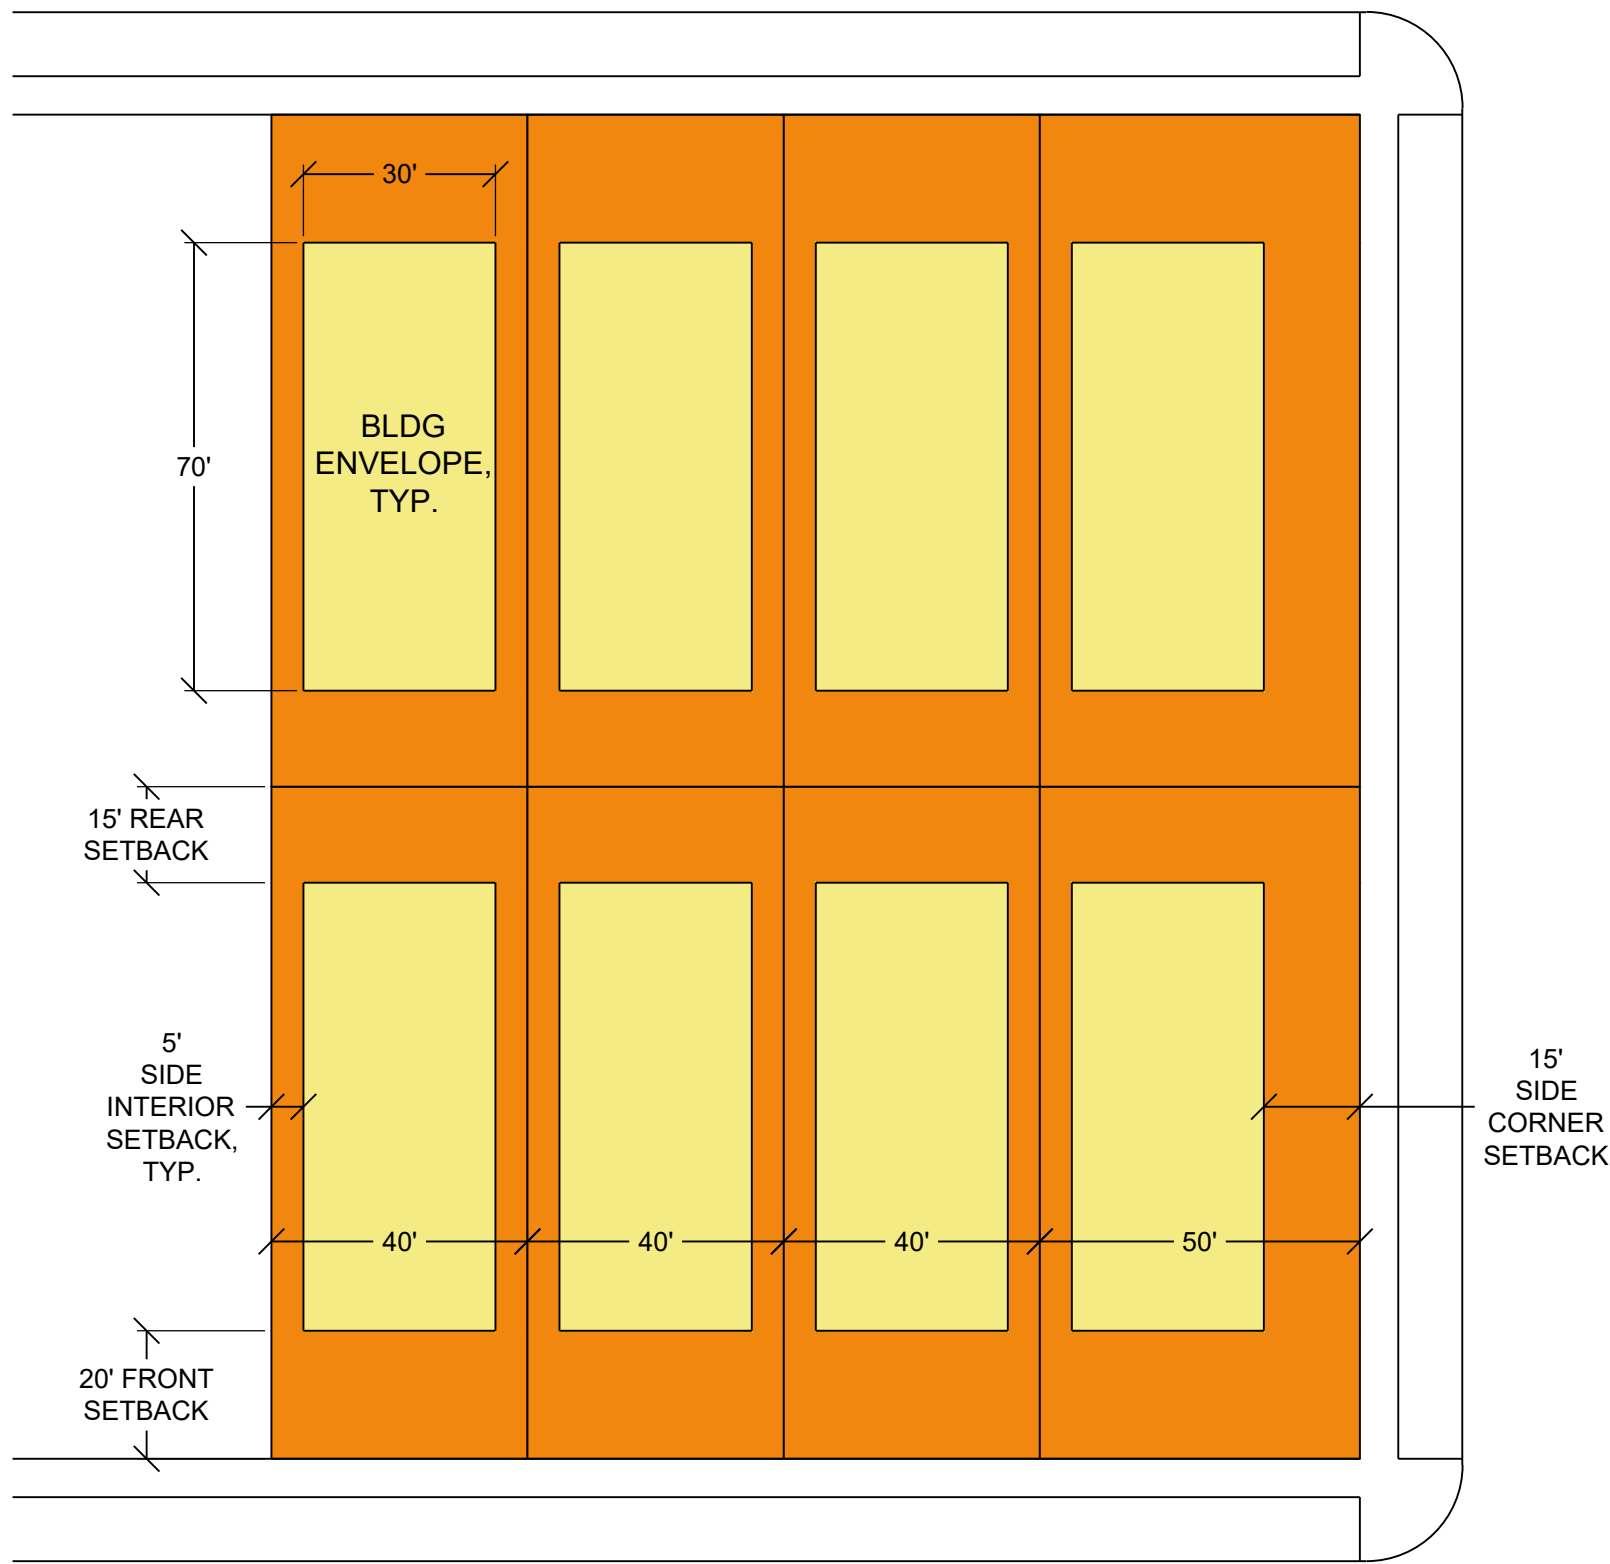 30'
BLDG
ENVELOPE,
TYP.
70'
15' REAR
SETBACK
5'
SIDE
INTERIOR
SETBACK,
TYP.
15'
SIDE
CORNER
SETBACK
40'
40'
40'
50'
20' FRONT
SETBACK